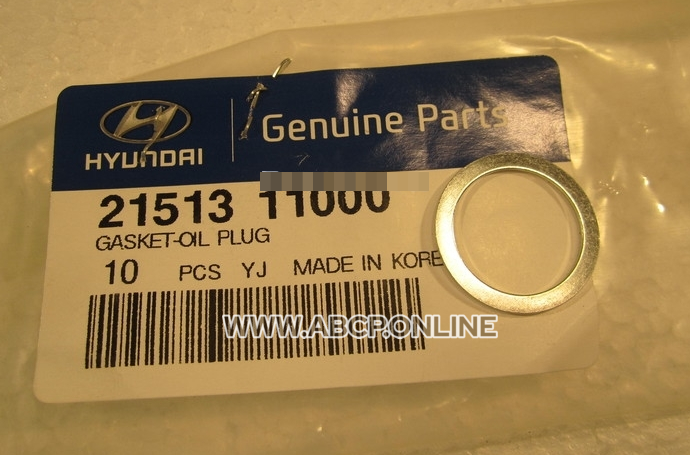 HYUNDAI
Genuine Parts
21513 11000
GASKET-OIL PLUG
10 PCS YJ MADE IN KORE
WWW.ABCP.ONLINE